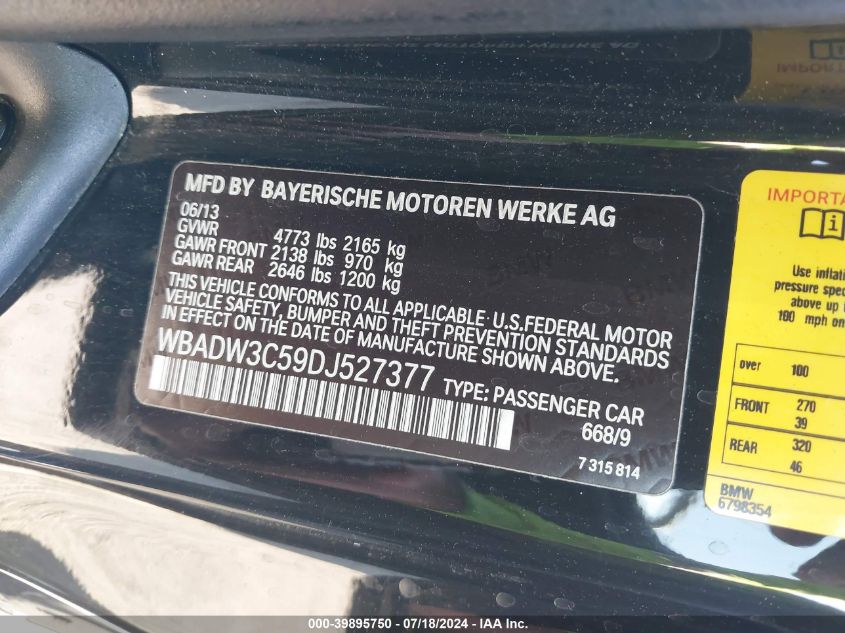 MFD BY BAYERISCHE MOTOREN WERKE AG
06/13
GVWR 4773 lbs 2165 kg
GAWR FRONT 2138 lbs 970 kg
GAWR REAR 2646 lbs 1200 kg
THIS VEHICLE CONFORMS TO ALL APPLICABLE U.S.FEDERAL MOTOR
VEHICLE SAFETY, BUMPER AND THEFT PREVENTION STANDARDS
IN EFFECT ON THE DATE OF MANUFACTURE SHOWN ABOVE.
WBADW3C59DJ527377
TYPE: PASSENGER CAR
668/9
7 315 814
IMPORTA
Use inflat
pressure spec
above up
100 mph on
over 100
FRONT 270
39
REAR 320
46
BMW
6798354
000-39895750 - 07/18/2024 - IAA Inc.